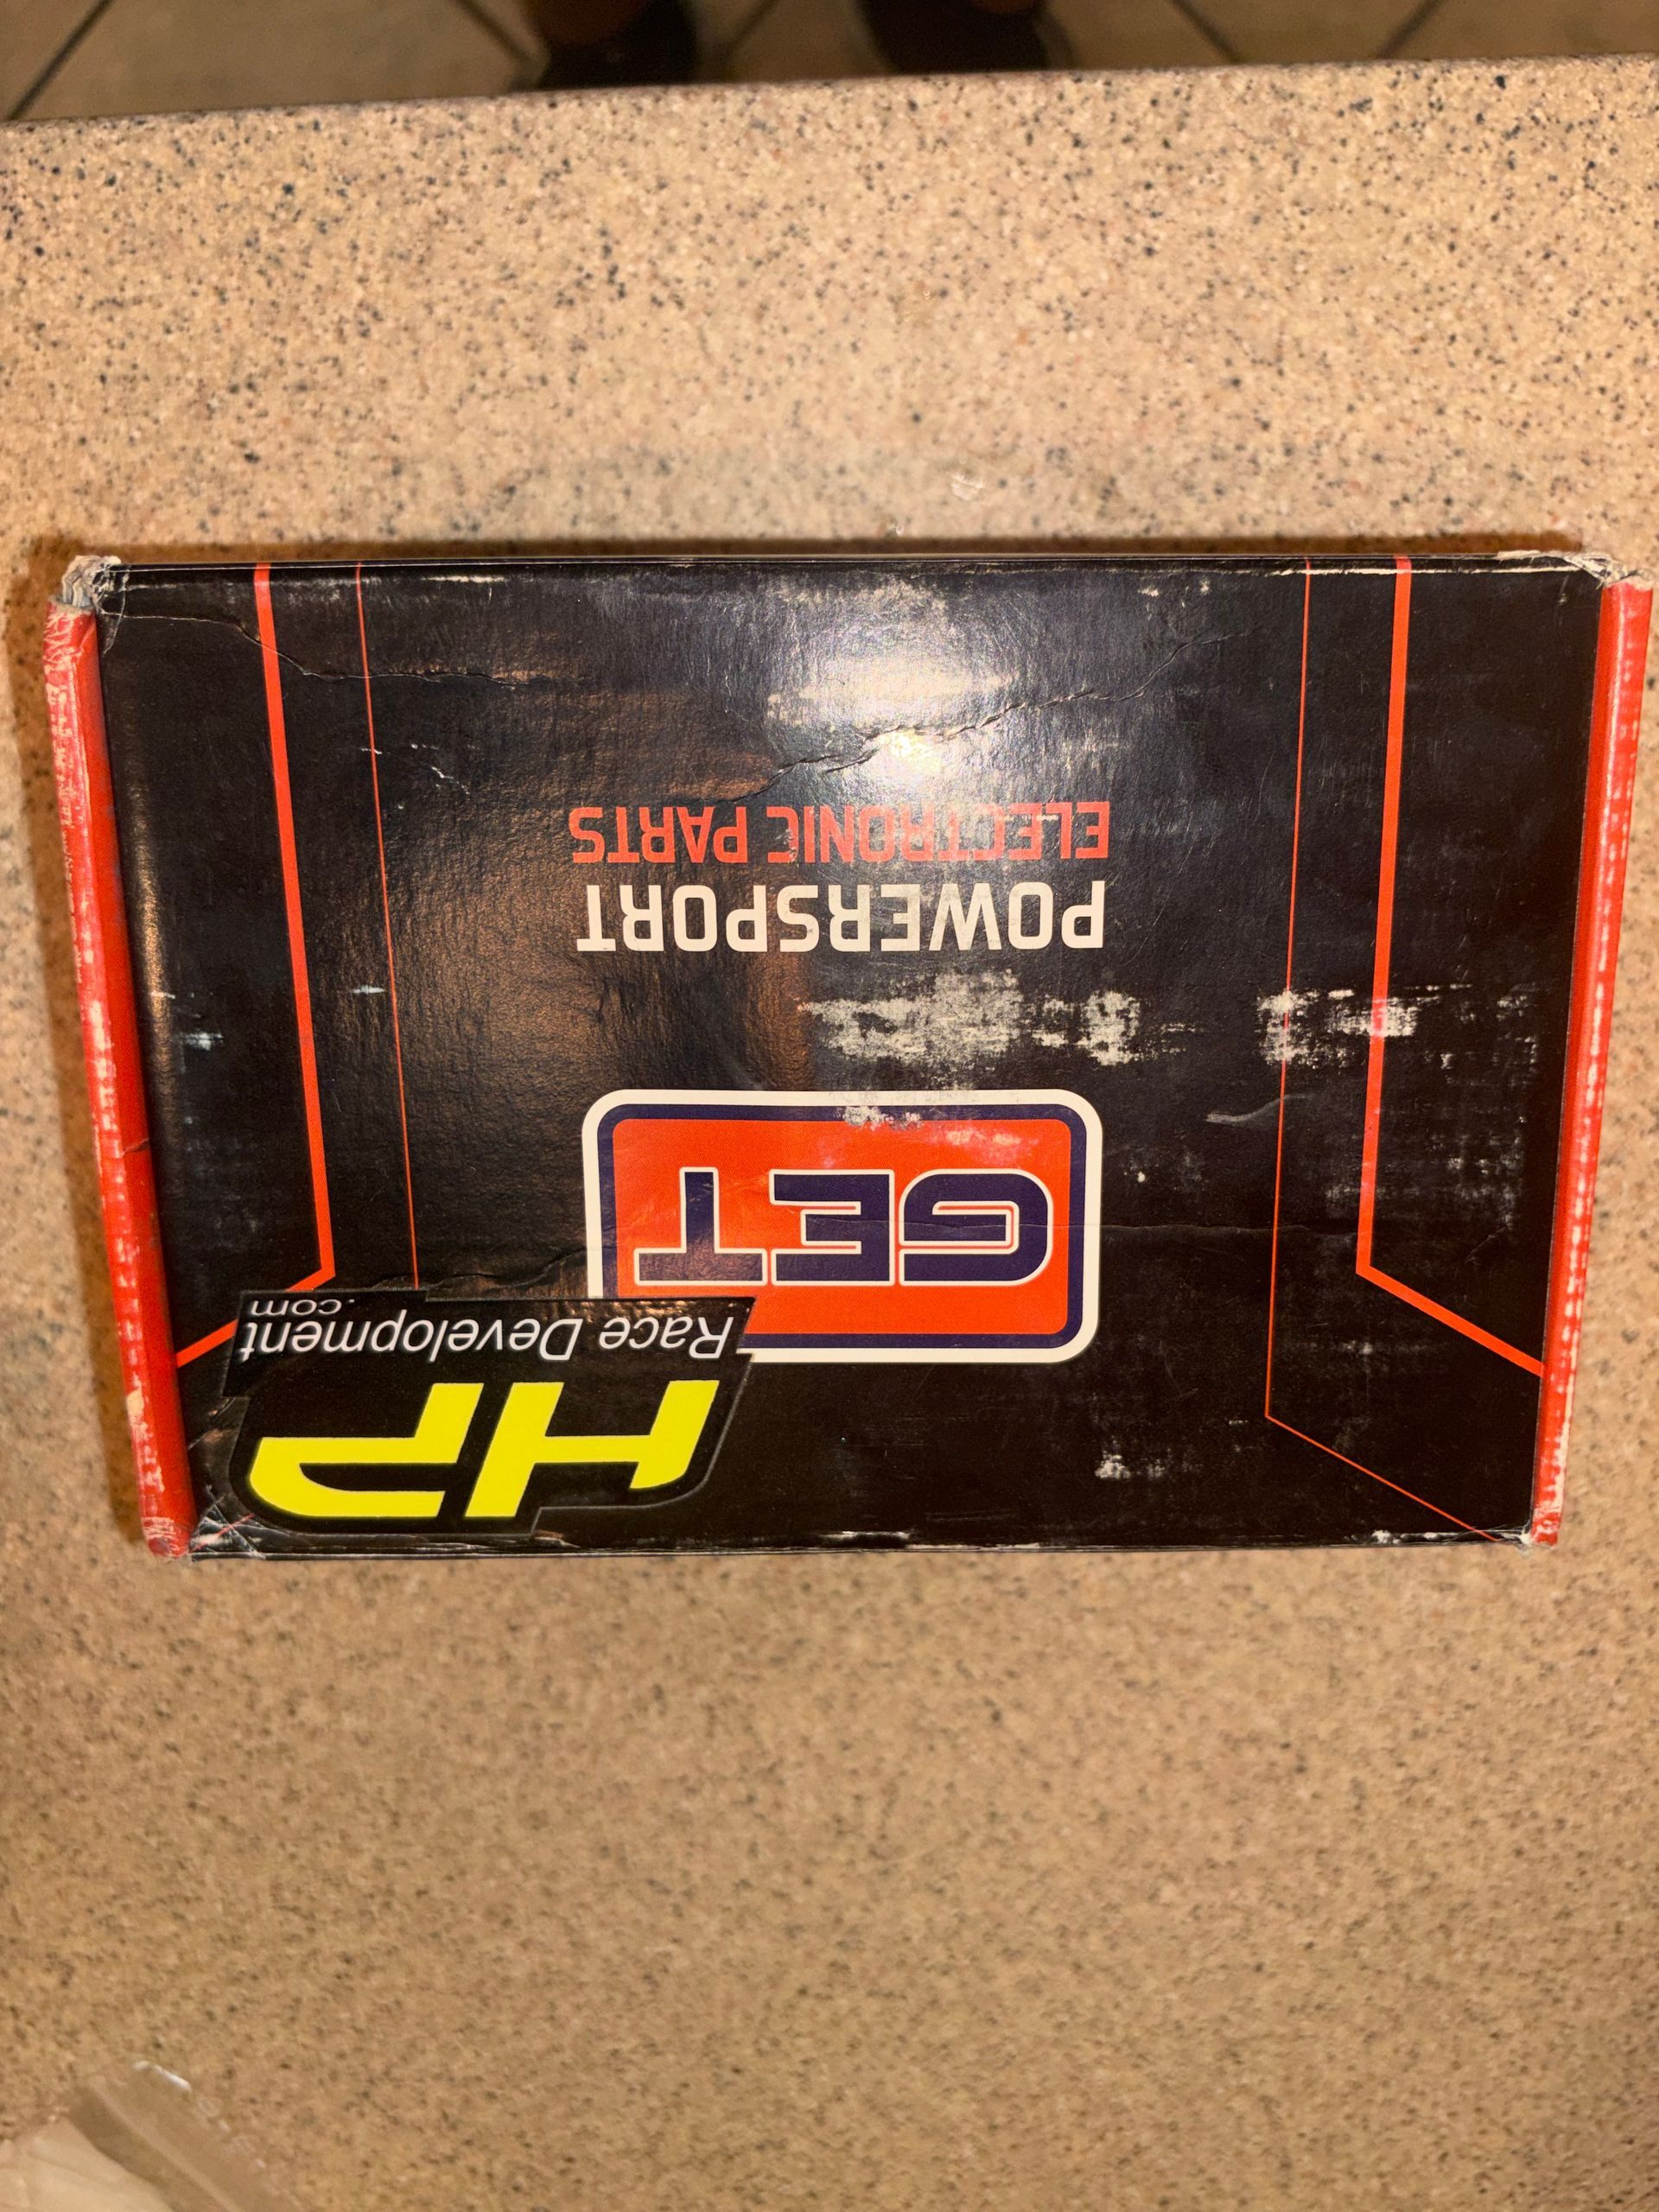 HP
Race Development
.com
GET
POWERSPORT
ELECTRONIC PARTS